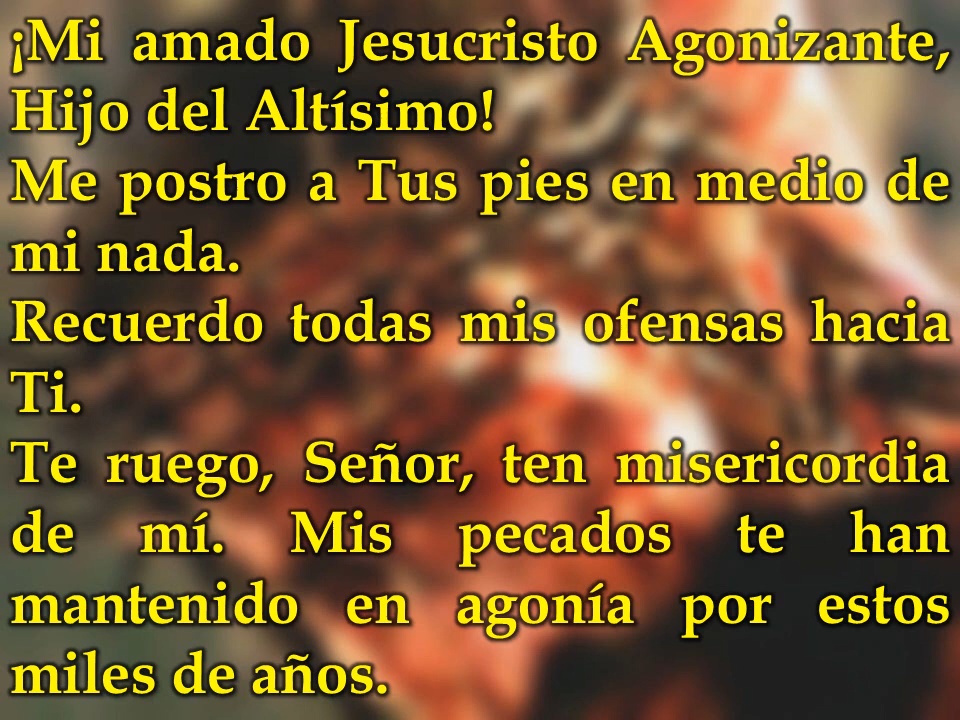 ¡Mi amado Jesucristo Agonizante,
Hijo del Altísimo!
Me postro a Tus pies en medio de
mi nada.
Recuerdo todas mis ofensas hacia
Ti.
Te ruego, Señor, ten misericordia
de mí. Mis pecados te han
mantenido en agonía por estos
miles de años.